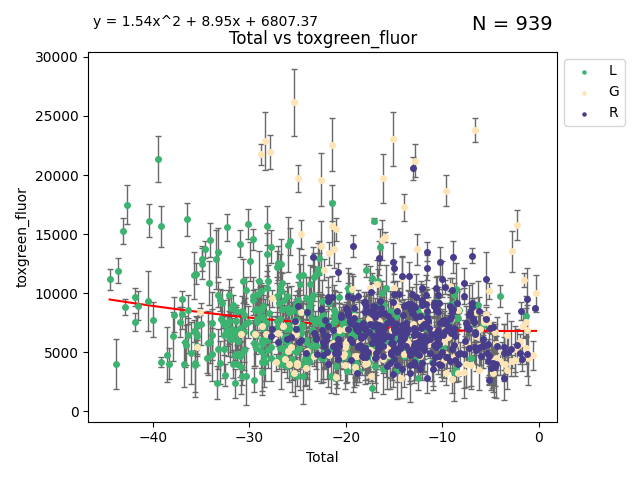 y = 1.54x^2 + 8.95x + 6807.37
N = 939
Total vs toxgreen_fluor
30000
25000
20000
15000
10000
5000
0
toxgreen_fluor
−40
−30
−20
−10
0
Total
L
G
R